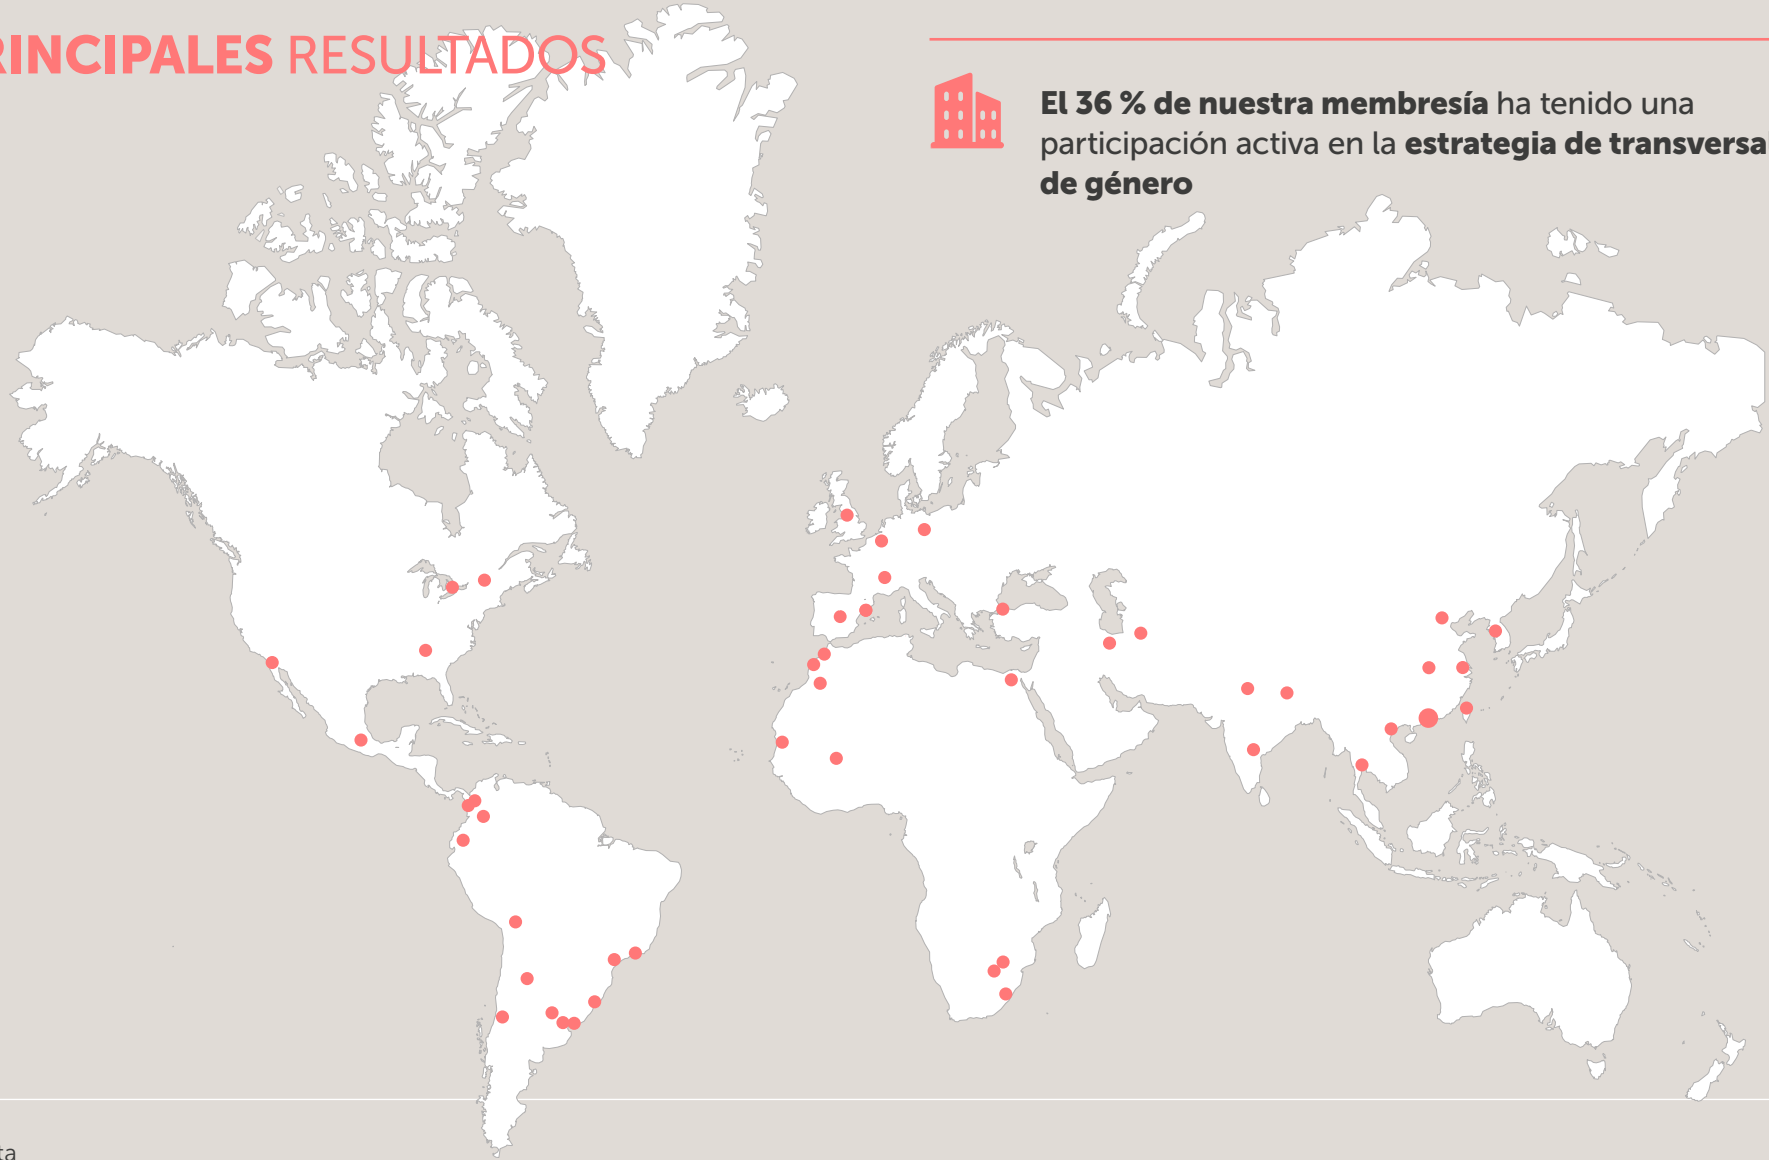 RINCIPALES RESULTADOS
El 36 % de nuestra membresía ha tenido una
participación activa en la estrategia de transversa
de género
ta